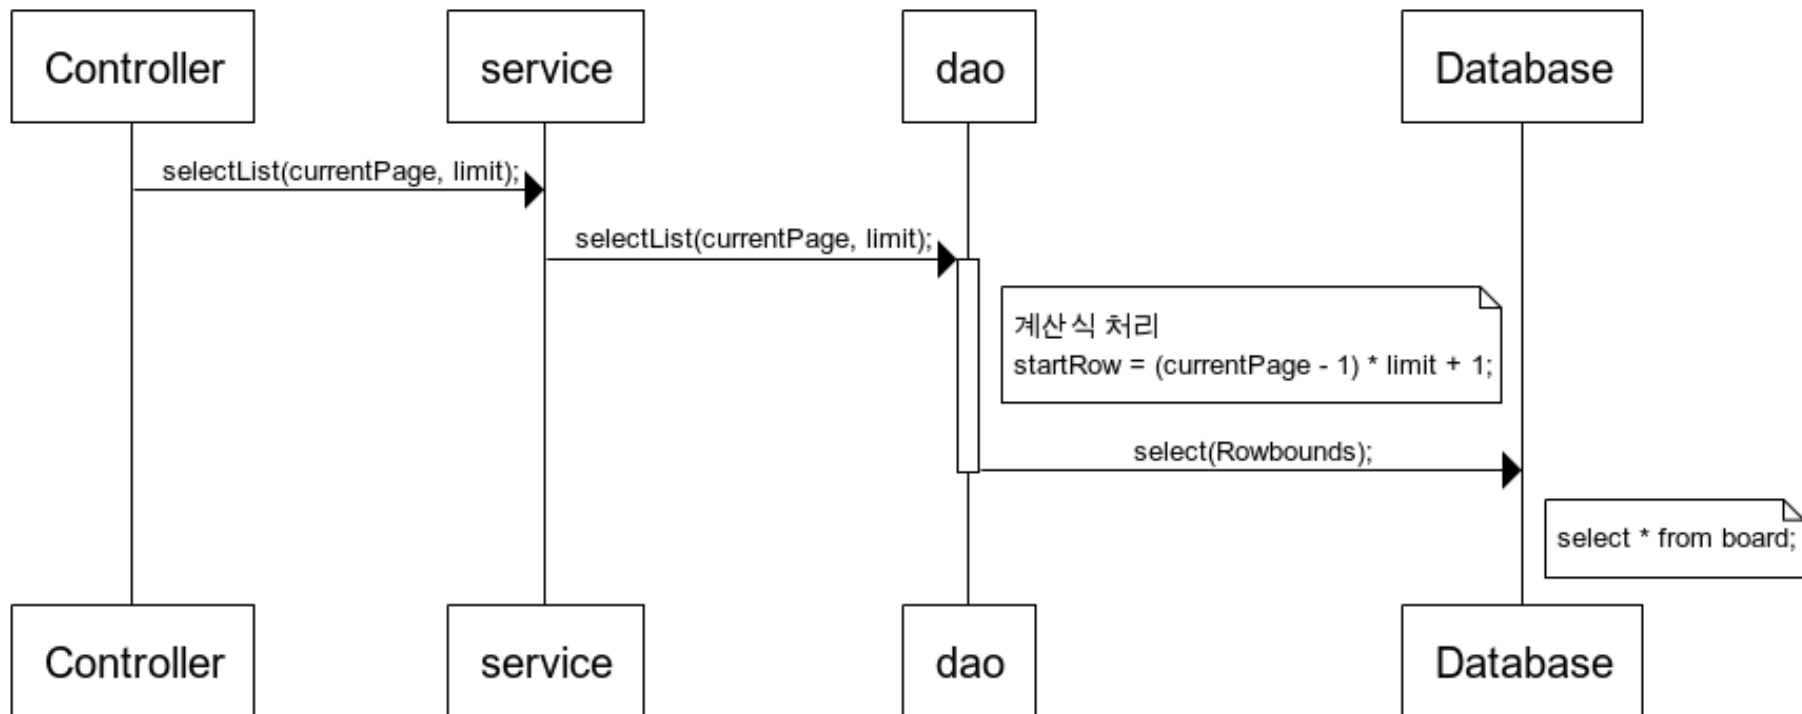 Controller
service
dao
Database
selectList(currentPage, limit);
selectList(currentPage, limit);
계산식 처리
startRow = (currentPage - 1) * limit + 1;
select(Rowbounds);
select * from board;
Controller
service
dao
Database